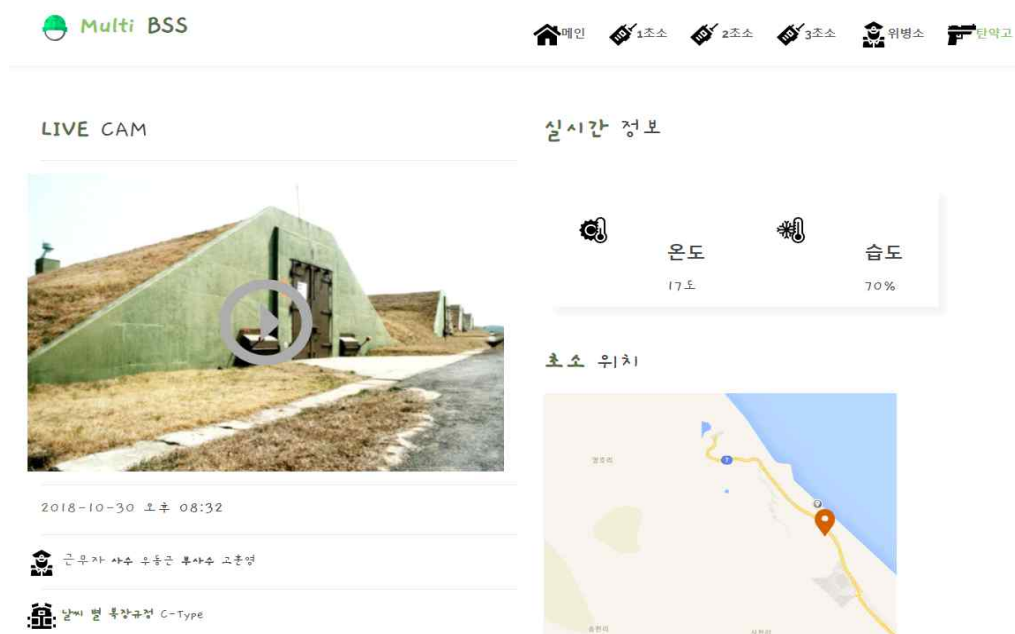 Multi BSS
메인
1초소
2초소
3초소
위병소
탄약고
LIVE CAM
2018-10-30 오후 08:32
근무자 사수 우동근 부사수 고훈영
날씨 별 복장규정 C-Type
실시간 정보
온도
17도
습도
70%
초소 위치
7